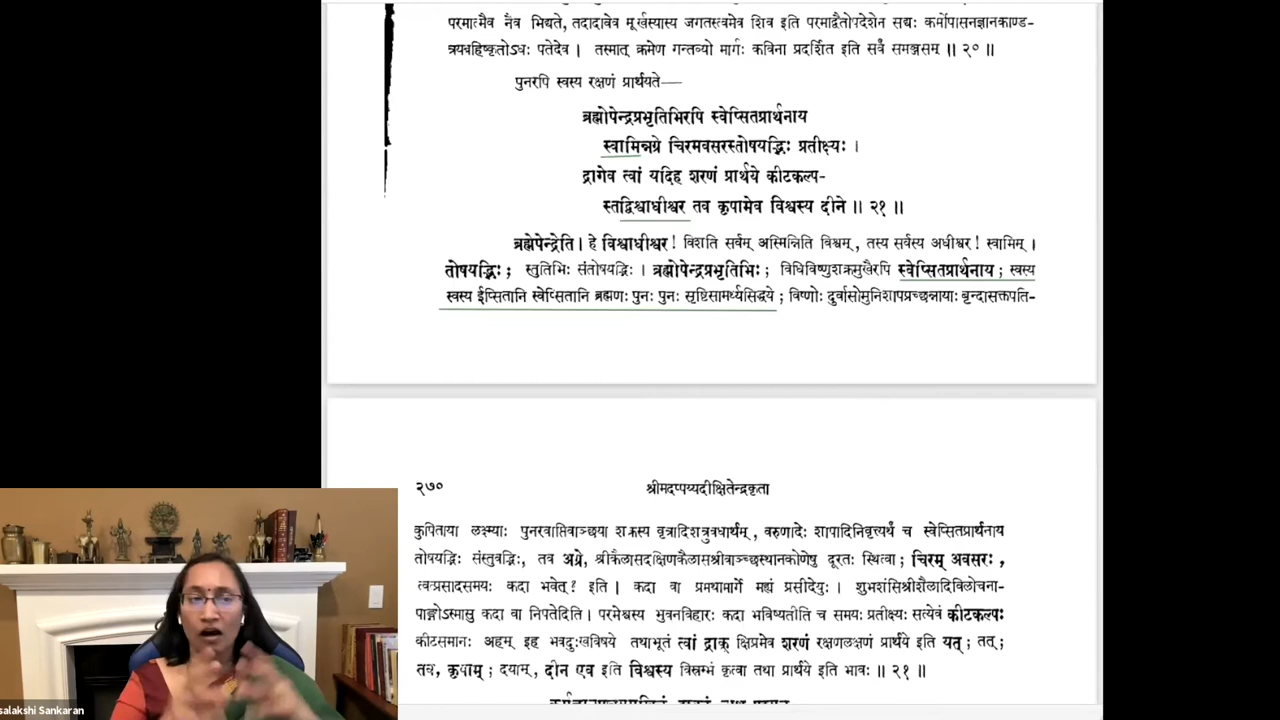 परमात्मैव नैव भिद्यते, तदादावेव मूर्खस्यास्य जगतस्त्वमेव शिव इति परमाद्वैतोपदेशेन सद्यः कर्मोपासनज्ञानकाण्ड-
त्रयबहिष्कृतोऽधः पतेदेव । तस्मात् क्रमेण गन्तव्यो मार्गः कविना प्रदर्शित इति सर्वं समञ्जसम् ॥ २० ॥
पुनरपि स्वस्य रक्षणं प्रार्थयते—
ब्रह्मोपेन्द्रप्रभृतिभिरपि स्वेप्सितप्रार्थनाय
स्वामिन्नग्रे चिरमवसरस्तोषयद्भिः प्रतीक्ष्यः ।
द्रागेव त्वां यदिह शरणं प्रार्थये कीटकल्प-
स्तद्विश्वाधीश्वर तव कृपामेव विश्वस्य दीने ॥ २१ ॥
ब्रह्मेपेन्द्रेति । हे विश्वाधीश्वर ! विशति सर्वम् अस्मिन्निति विश्वम् , तस्य सर्वस्य अधीश्वर ! स्वामिम् ।
तोषयद्भिः ; स्तुतिभिः संतोषयद्भिः । ब्रह्मोपेन्द्रप्रभृतिभिः ; विधिविष्णुशक्रमुखैरपि स्वेप्सितप्रार्थनाय ; स्वस्य
स्वस्य ईप्सितानि स्वेप्सितानि ब्रह्मणः पुनः पुनः सृष्टिसामर्थ्यसिद्धये ; विष्णोः दुर्वासोमुनिशापप्रच्छन्नायाः बृन्दासक्तपति-
२७० श्रीमदप्पय्यदीक्षितेन्द्रकृता
कुपिताया लक्ष्म्याः पुनरवाप्तिवाञ्छया शक्रस्य वृत्रादिशत्रुवधार्थम् , वरुणादेः शापादिनिवृत्त्यर्थं च स्वेप्सितप्रार्थनाय
तोषयद्भिः संस्तुवद्भिः, तव अग्रे, श्रीकैलासदक्षिणकैलासश्रीवाञ्च्छस्थानकोणेषु दूरतः स्थित्वा ; चिरम् अवसरः ,
त्वत्प्रसादसमयः कदा भवेत् ? इति । कदा वा प्रमथामार्गे मह्यं प्रसीदेयुः । शुभशंसिश्रीशैलादिविलोचना-
पाङ्गोऽस्मासु कदा वा निपतेदिति । परमेश्वस्य भुवनविहारः कदा भविष्यतीति च समयः प्रतीक्ष्यः सत्येवं कीटकल्पः
कीटसमानः अहम् इह भवदुःखविषये तथाभूतं त्वां द्राक् क्षिप्रमेव शरणं रक्षणलक्षणं प्रार्थये इति यत् ; तत् ;
तव, कृपाम् ; दयाम् , दीन एव इति विश्वस्य विस्रम्भं कृत्वा तथा प्रार्थये इति भावः ॥ २१ ॥
salakshi Sankaran